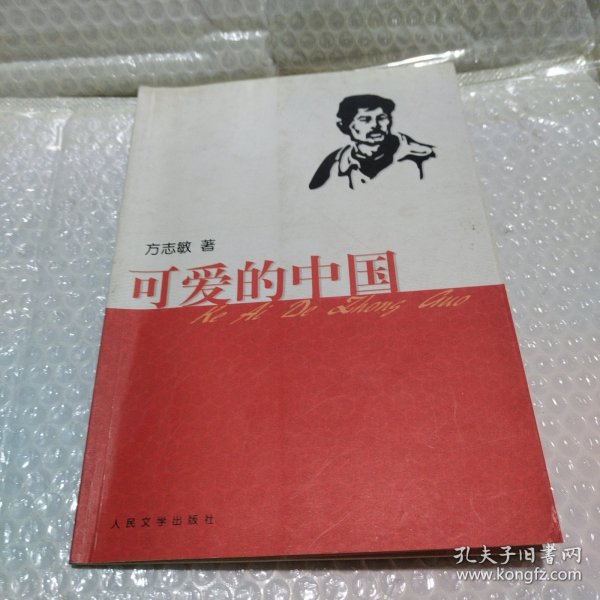 方志敏 著
可爱的中国
Ke Ai De Zhong Guo
人民文学出版社
孔夫子旧书网
www.kongfz.com